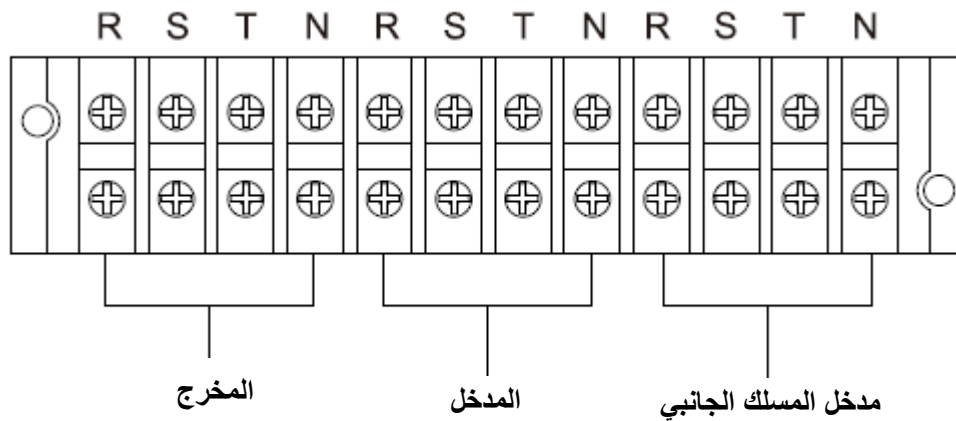 R S T N R S T N R S T N
المخرج
المدخل
مدخل المسلك الجانبي